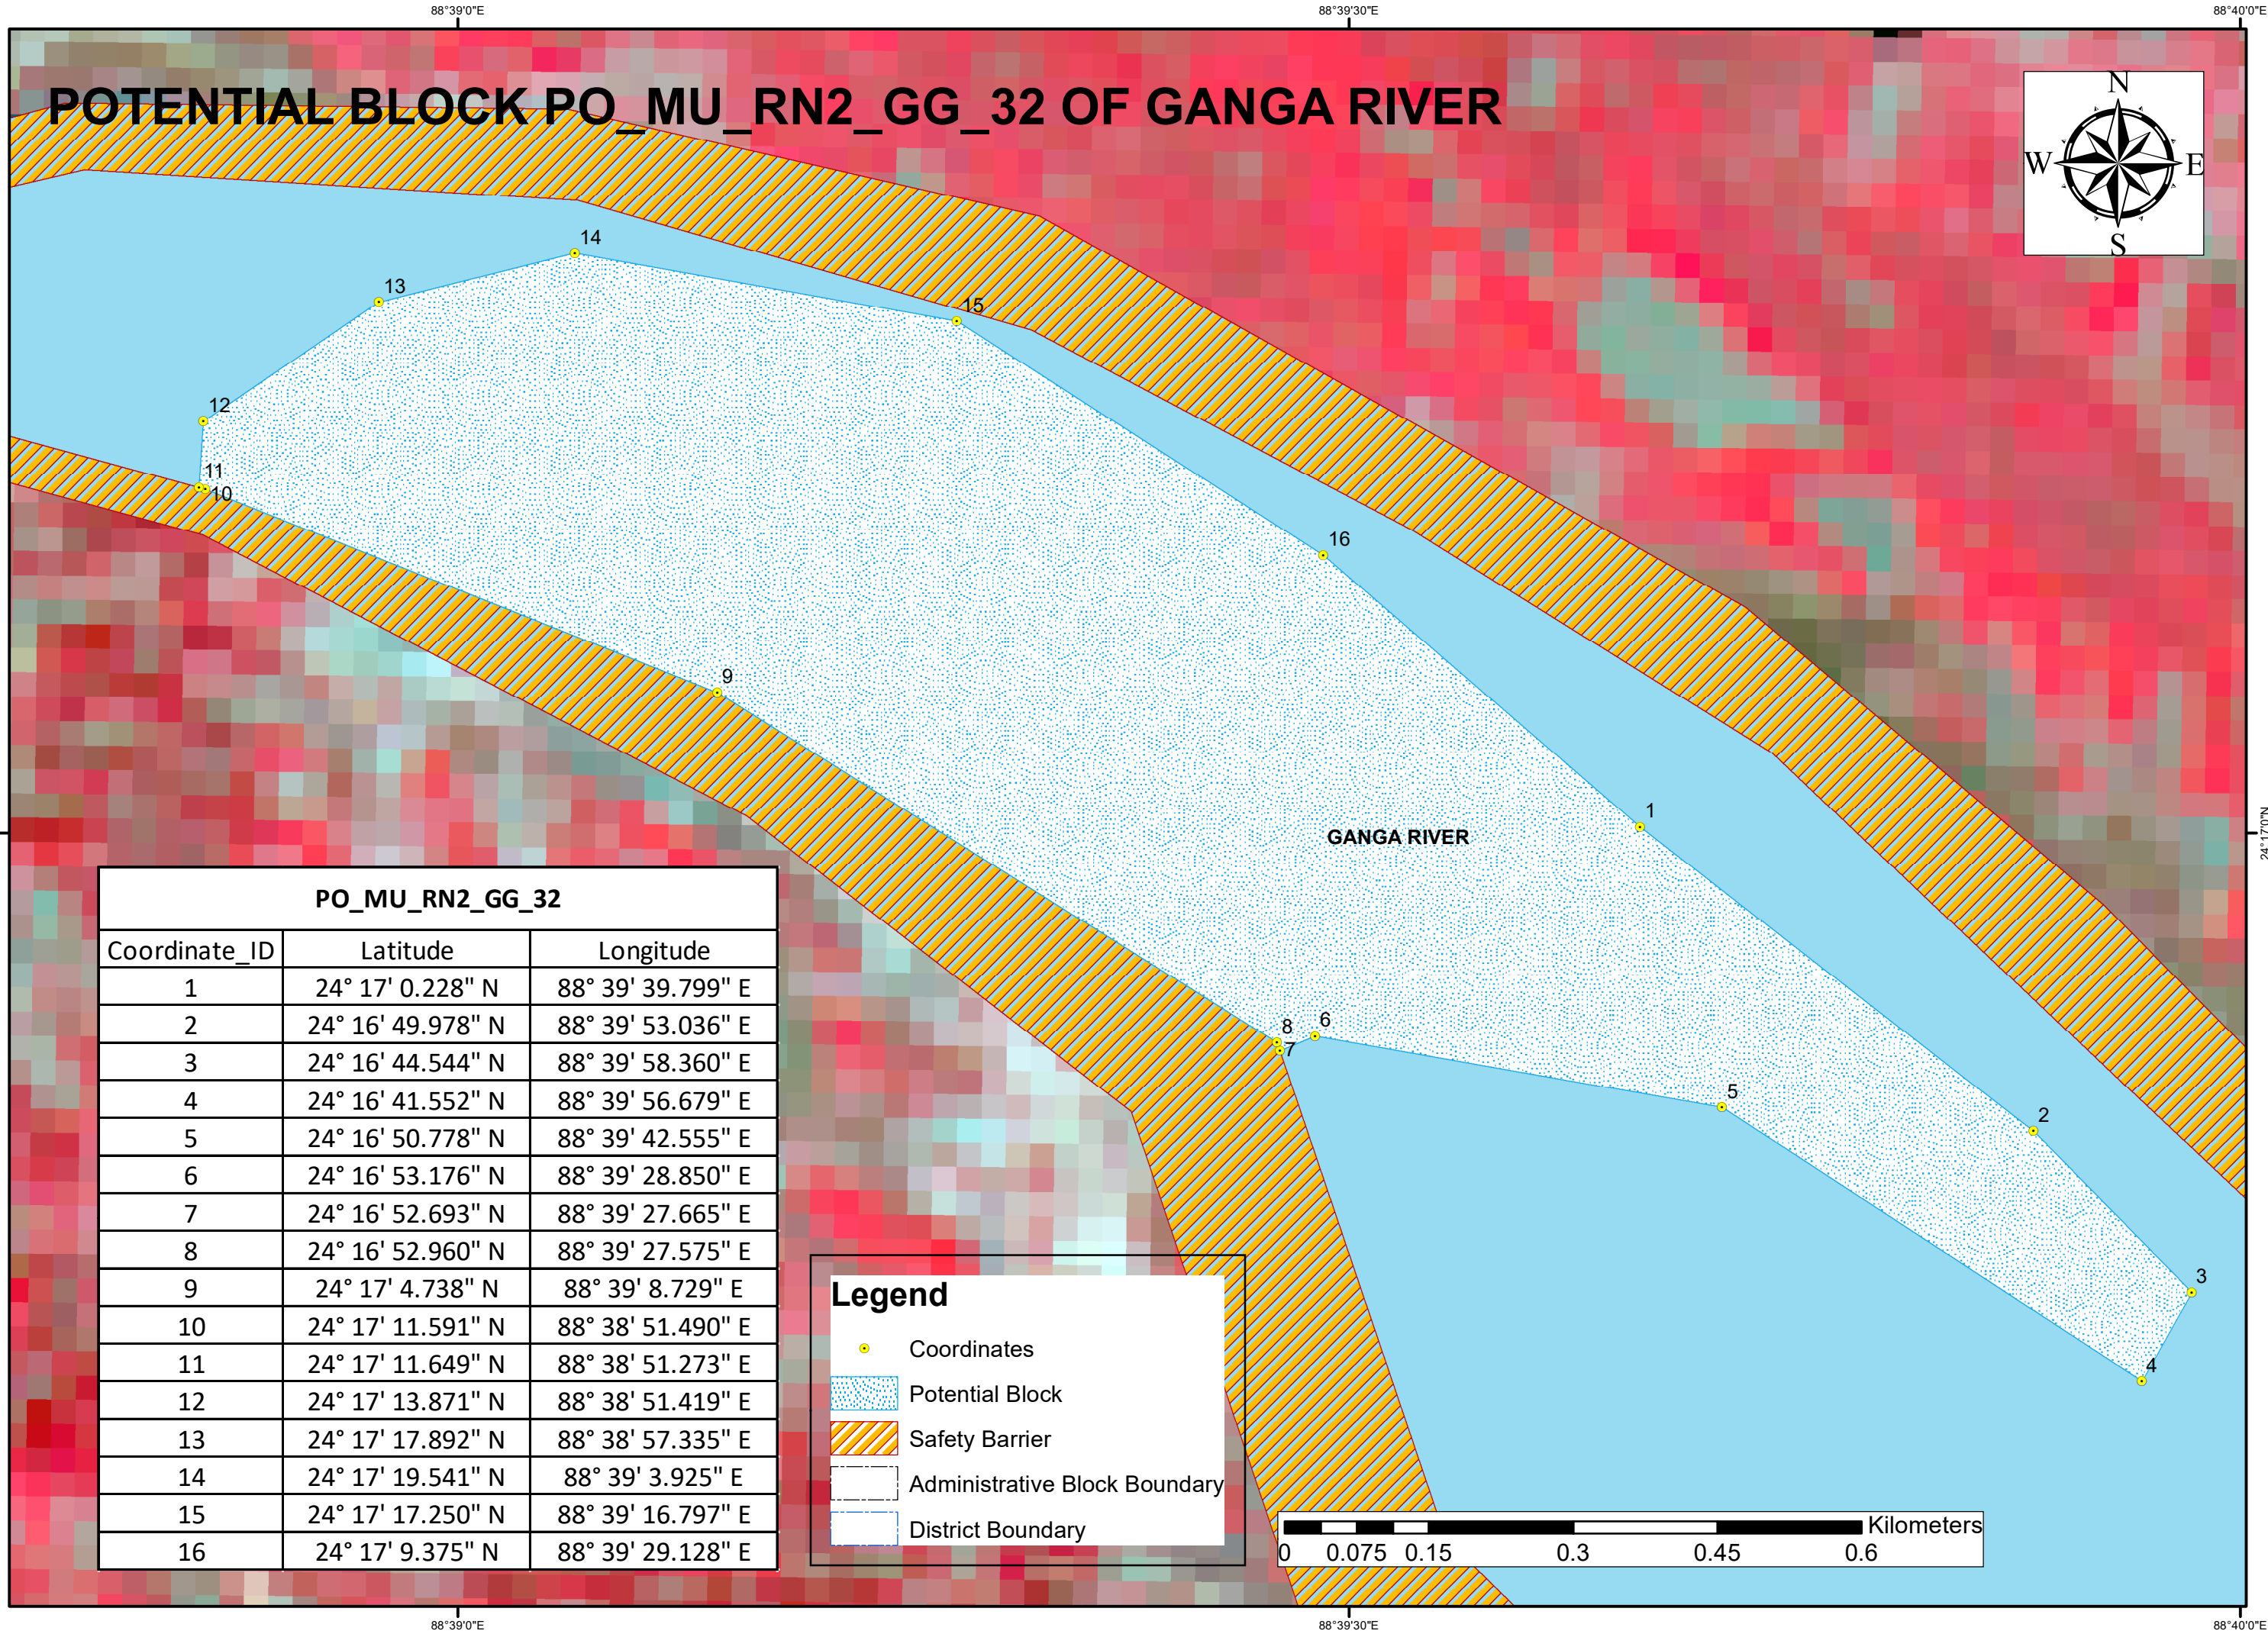 88°39'0"E 88°39'30"E 88°40'0"E
POTENTIAL BLOCK PO_MU_RN2_GG_32 OF GANGA RIVER
N
W E
S
14
13
15
12
11
10
16
9
1
GANGA RIVER
24°17'0"N
8 6
7
5
2
3
4
PO_MU_RN2_GG_32
Coordinate_ID Latitude Longitude
1 24° 17' 0.228" N 88° 39' 39.799" E
2 24° 16' 49.978" N 88° 39' 53.036" E
3 24° 16' 44.544" N 88° 39' 58.360" E
4 24° 16' 41.552" N 88° 39' 56.679" E
5 24° 16' 50.778" N 88° 39' 42.555" E
6 24° 16' 53.176" N 88° 39' 28.850" E
7 24° 16' 52.693" N 88° 39' 27.665" E
8 24° 16' 52.960" N 88° 39' 27.575" E
9 24° 17' 4.738" N 88° 39' 8.729" E
10 24° 17' 11.591" N 88° 38' 51.490" E
11 24° 17' 11.649" N 88° 38' 51.273" E
12 24° 17' 13.871" N 88° 38' 51.419" E
13 24° 17' 17.892" N 88° 38' 57.335" E
14 24° 17' 19.541" N 88° 39' 3.925" E
15 24° 17' 17.250" N 88° 39' 16.797" E
16 24° 17' 9.375" N 88° 39' 29.128" E
Legend
Coordinates
Potential Block
Safety Barrier
Administrative Block Boundary
District Boundary
Kilometers
0 0.075 0.15 0.3 0.45 0.6
88°39'0"E 88°39'30"E 88°40'0"E